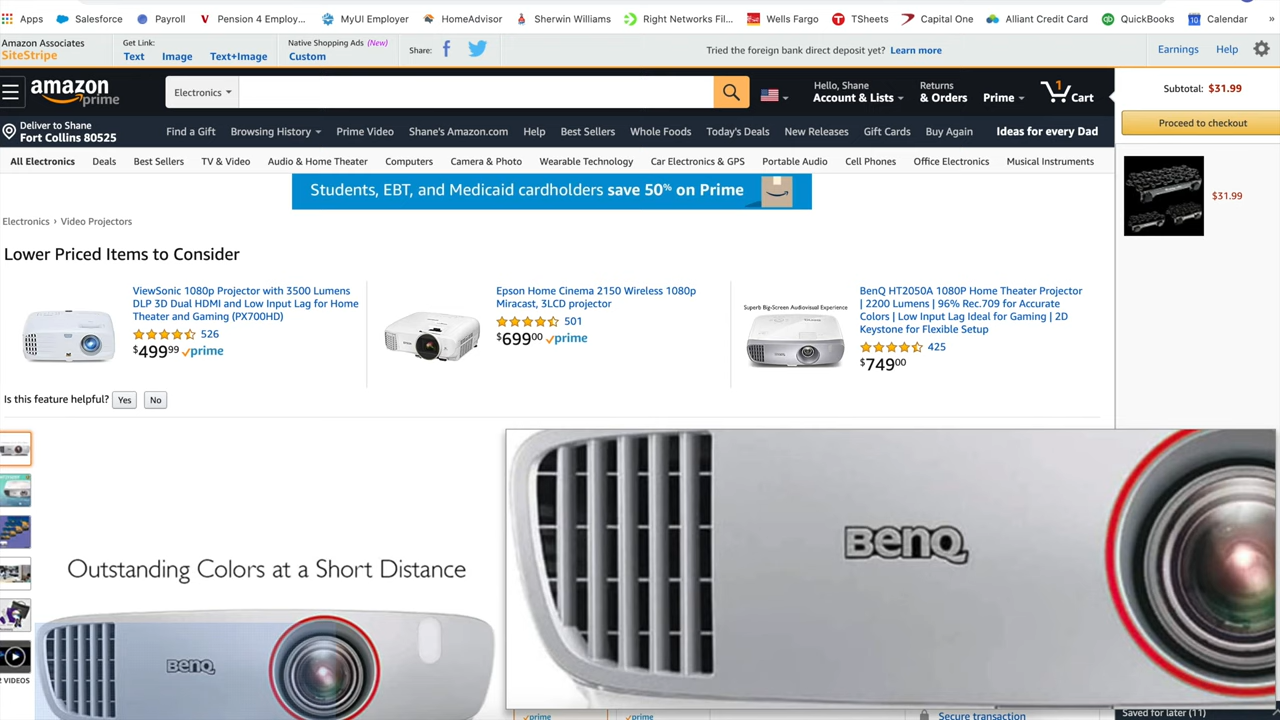 Apps Salesforce Payroll Pension 4 Employ... MyUI Employer HomeAdvisor Sherwin Williams Right Networks Fil... Wells Fargo TSheets Capital One Alliant Credit Card QuickBooks Calendar »
Amazon Associates
SiteStripe
Get Link:
Text Image Text+Image
Native Shopping Ads (New)
Custom
Share:
Tried the foreign bank direct deposit yet? Learn more
Earnings Help
amazon
prime
Electronics
Hello, Shane
Account & Lists
Returns
& Orders
Prime
1
Cart
Subtotal: $31.99
Proceed to checkout
Deliver to Shane
Fort Collins 80525
Find a Gift Browsing History Prime Video Shane's Amazon.com Help Best Sellers Whole Foods Today's Deals New Releases Gift Cards Buy Again Ideas for every Dad
All Electronics Deals Best Sellers TV & Video Audio & Home Theater Computers Camera & Photo Wearable Technology Car Electronics & GPS Portable Audio Cell Phones Office Electronics Musical Instruments
Students, EBT, and Medicaid cardholders save 50% on Prime
$31.99
Electronics › Video Projectors
Lower Priced Items to Consider
ViewSonic 1080p Projector with 3500 Lumens
DLP 3D Dual HDMI and Low Input Lag for Home
Theater and Gaming (PX700HD)
526
$499 99 prime
Epson Home Cinema 2150 Wireless 1080p
Miracast, 3LCD projector
501
$699 00 prime
Superb Big-Screen Audiovisual Experience
BenQ HT2050A 1080P Home Theater Projector
| 2200 Lumens | 96% Rec.709 for Accurate
Colors | Low Input Lag Ideal for Gaming | 2D
Keystone for Flexible Setup
425
$749 00
Is this feature helpful? Yes No
Outstanding Colors at a Short Distance
BenQ
BenQ
2 VIDEOS
prime prime
Secure transaction
Saved for later (11)